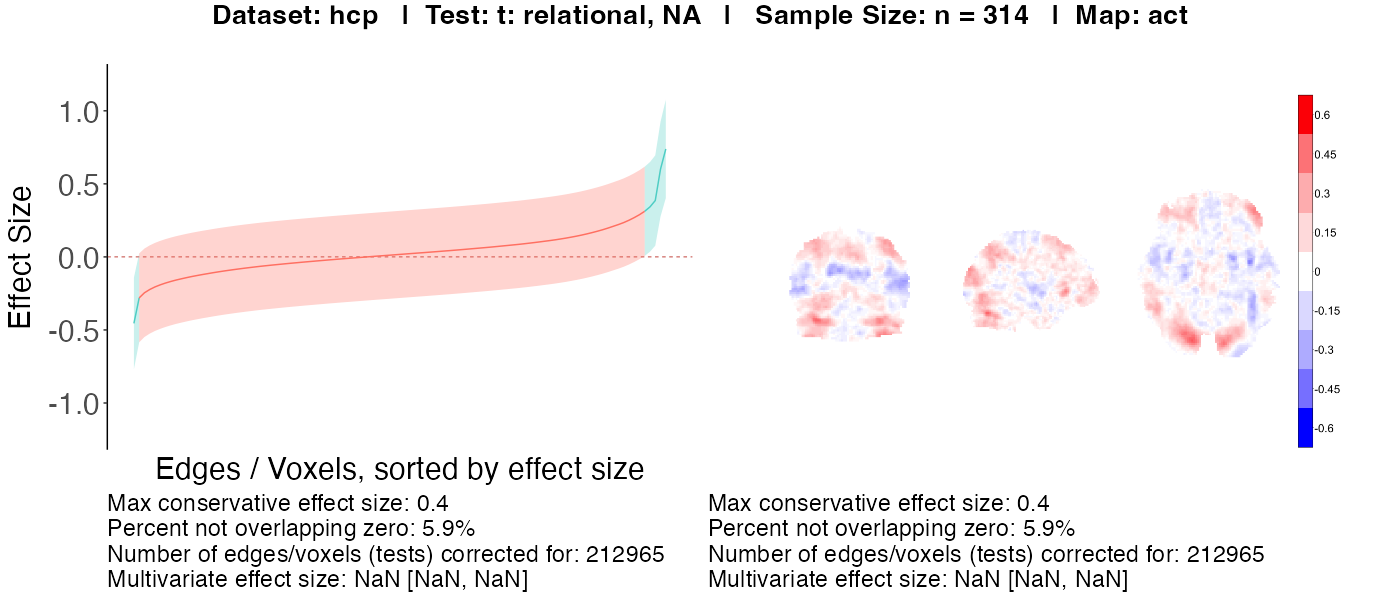 Dataset: hcp | Test: t: relational, NA | Sample Size: n = 314 | Map: act
Effect Size
1.0
0.5
0.0
-0.5
-1.0
Edges / Voxels, sorted by effect size
0.6
0.45
0.3
0.15
0
-0.15
-0.3
-0.45
-0.6
Max conservative effect size: 0.4
Percent not overlapping zero: 5.9%
Number of edges/voxels (tests) corrected for: 212965
Multivariate effect size: NaN [NaN, NaN]
Max conservative effect size: 0.4
Percent not overlapping zero: 5.9%
Number of edges/voxels (tests) corrected for: 212965
Multivariate effect size: NaN [NaN, NaN]